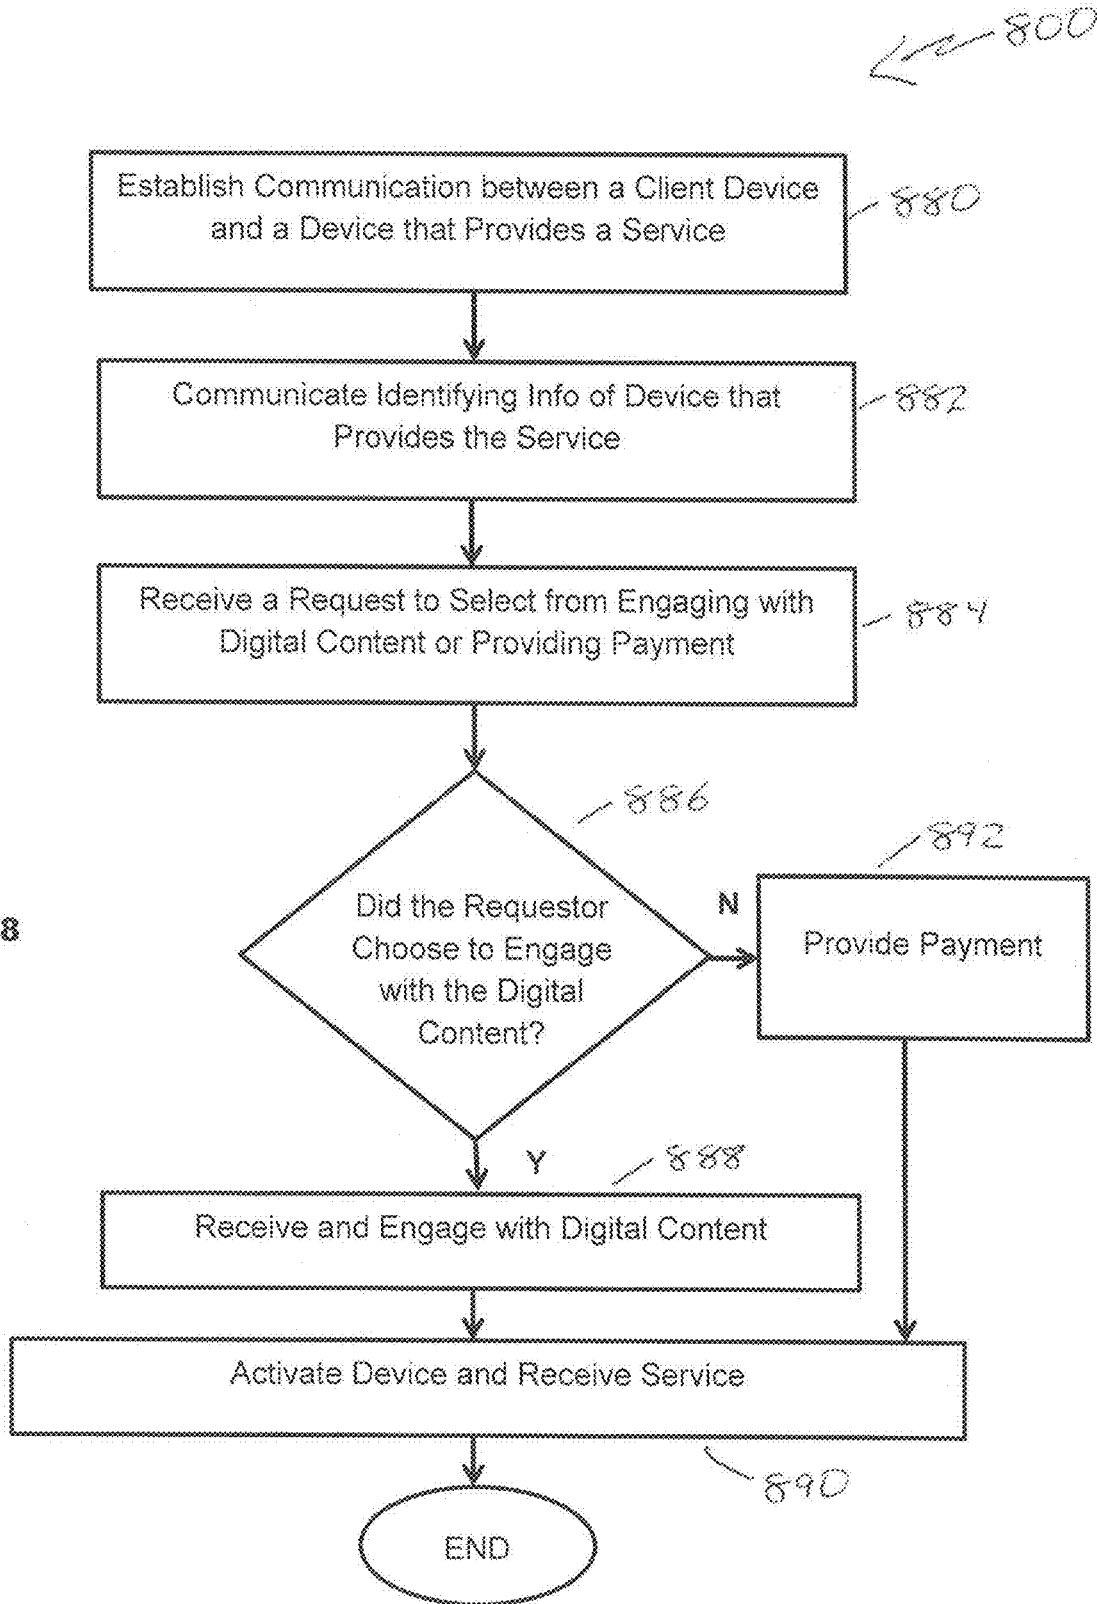 800
Establish Communication between a Client Device
and a Device that Provides a Service
880
Communicate Identifying Info of Device that
Provides the Service
882
Receive a Request to Select from Engaging with
Digital Content or Providing Payment
884
886
892
Did the Requestor
Choose to Engage
with the Digital
Content?
N
Provide Payment
8
Y
888
Receive and Engage with Digital Content
Activate Device and Receive Service
890
END